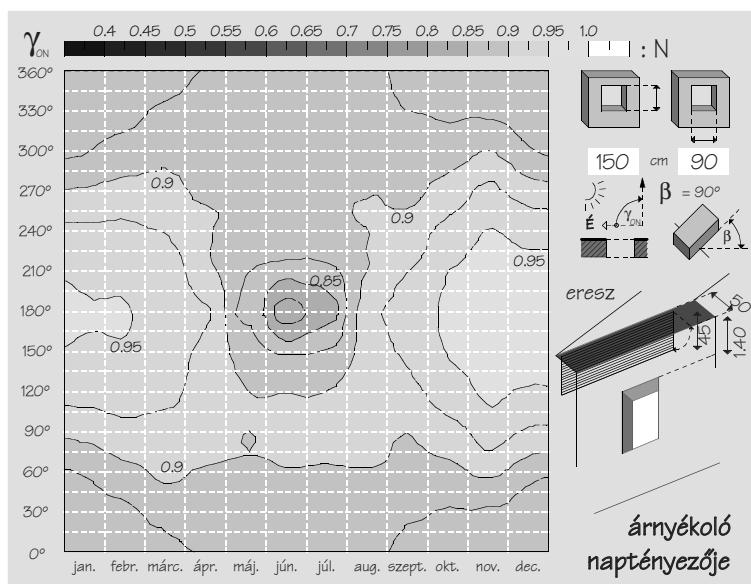 0.4 0.45 0.5 0.55 0.6 0.65 0.7 0.75 0.8 0.85 0.9 0.95 1.0
γON
: N
360°
330°
300°
270°
240°
210°
180°
150°
120°
90°
60°
30°
0°
0.9
0.9
0.95
0.85
0.95
0.9
jan. febr. márc. ápr. máj. jún. júl. aug. szept. okt. nov. dec.
150 cm 90
β = 90°
É γON
β
eresz
50
45
1.40
árnyékoló
naptényezője